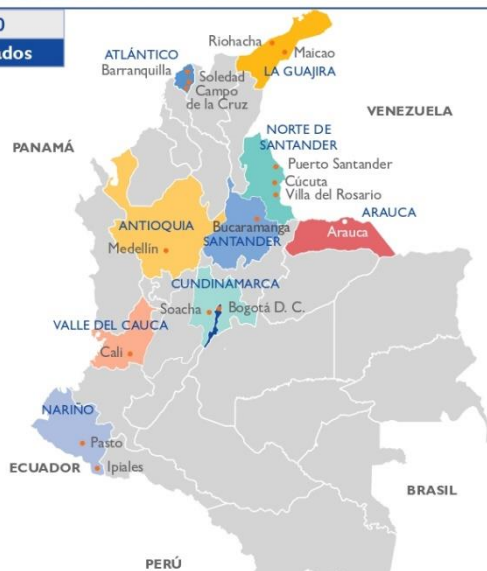 ados
Riohacha
Maicao
LA GUAJIRA
ATLÁNTICO
Barranquilla
Soledad
Campo
de la Cruz
VENEZUELA
PANAMÁ
NORTE DE
SANTANDER
Puerto Santander
Cúcuta
Villa del Rosario
ARAUCA
Arauca
ANTIOQUIA
Medellín
Bucaramanga
SANTANDER
CUNDINAMARCA
Soacha
Bogotá D. C.
VALLE DEL CAUCA
Cali
NARIÑO
Pasto
ECUADOR
Ipiales
BRASIL
PERÚ